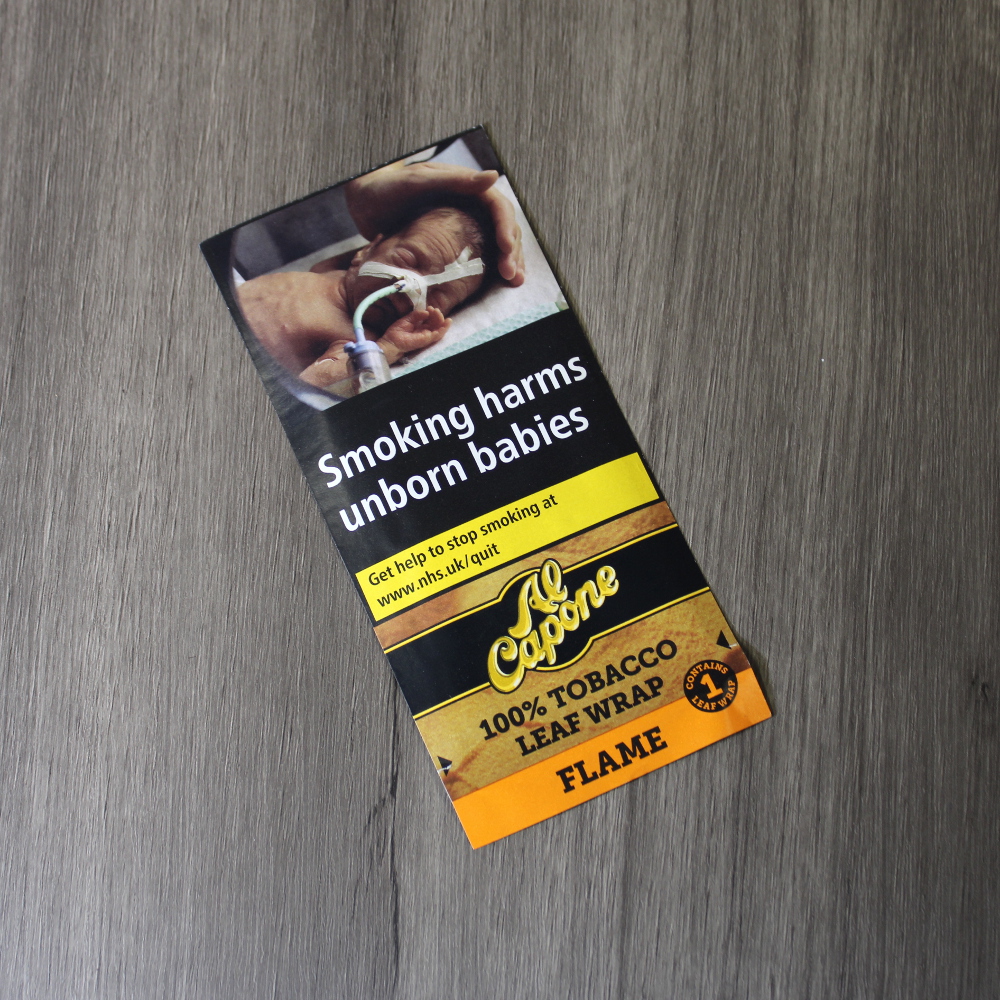 Smoking harms
unborn babies
Get help to stop smoking at
www.nhs.uk/quit
Al
Capone
100% TOBACCO
LEAF WRAP
CONTAINS
1
LEAF WRAP
FLAME